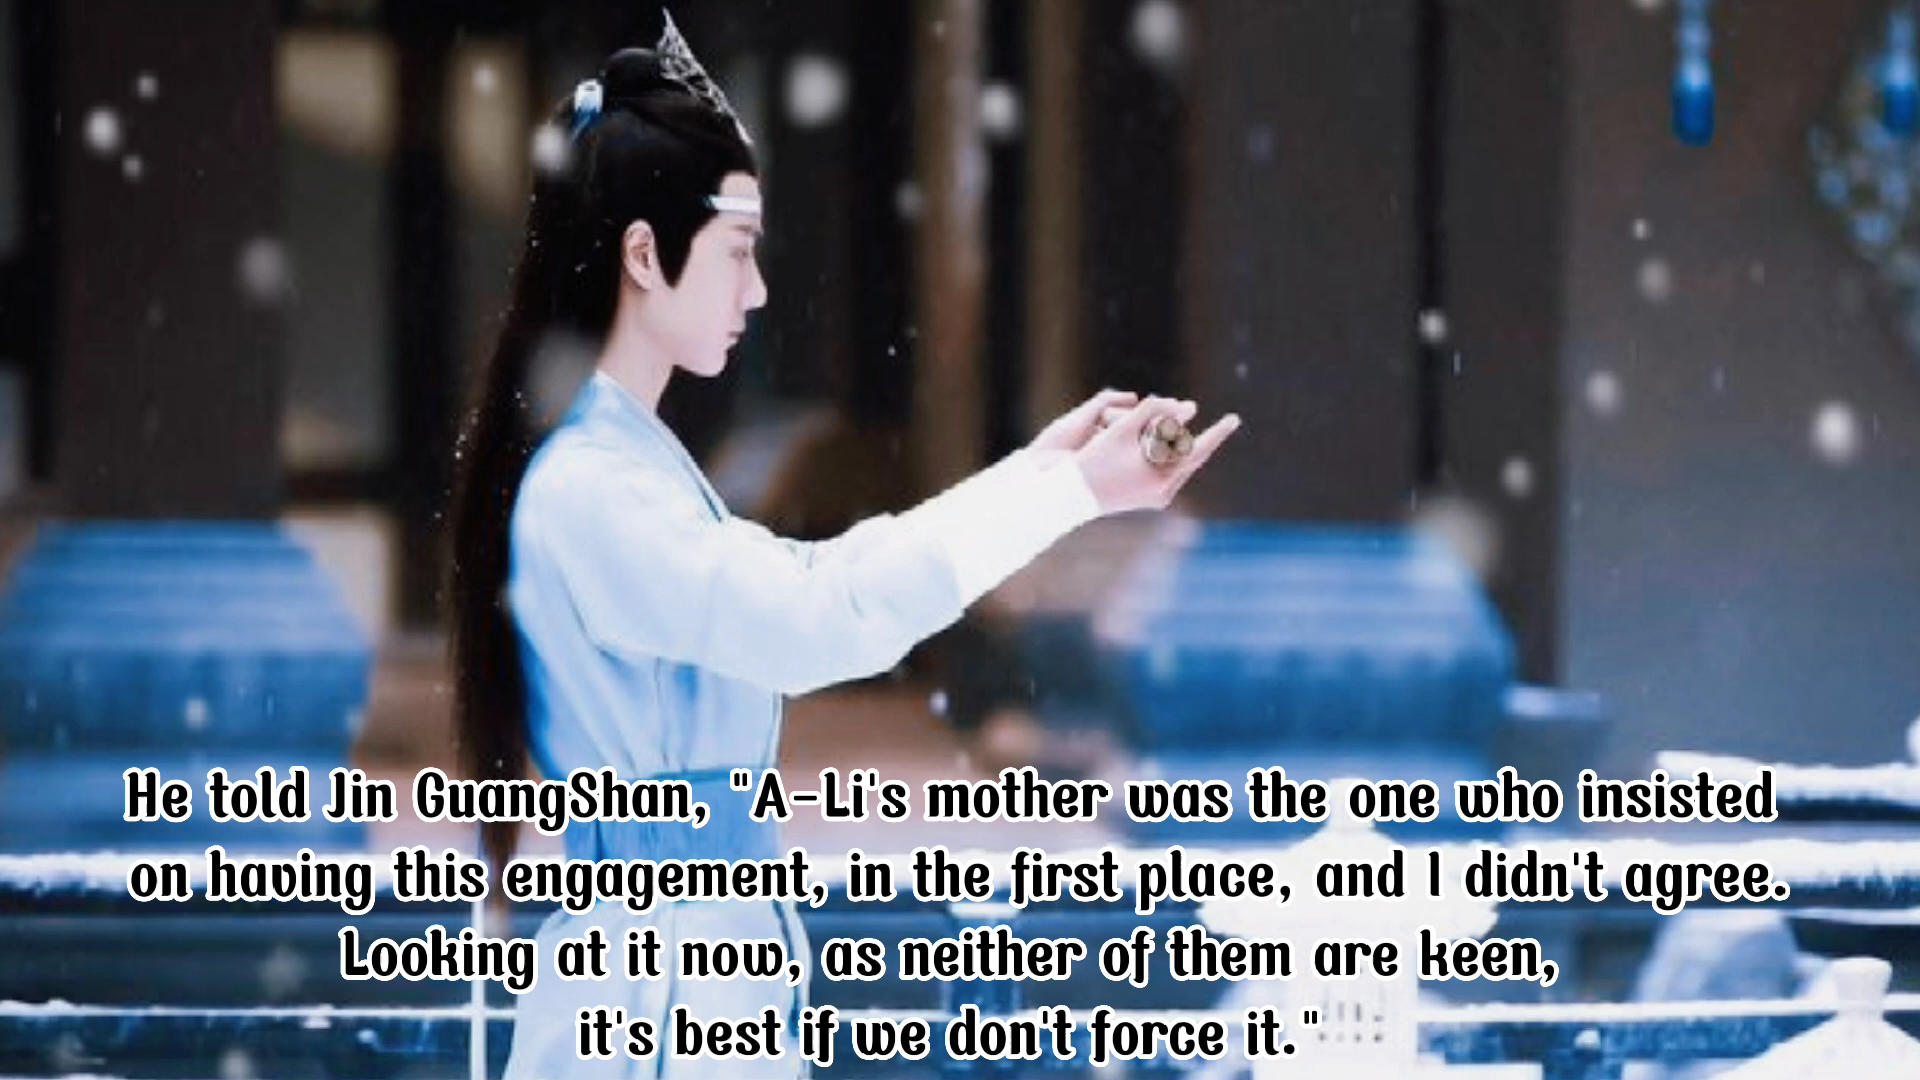 He told Jin GuangShan, "A-Li's mother was the one who insisted
on having this engagement, in the first place, and I didn't agree.
Looking at it now, as neither of them are keen,
it's best if we don't force it."